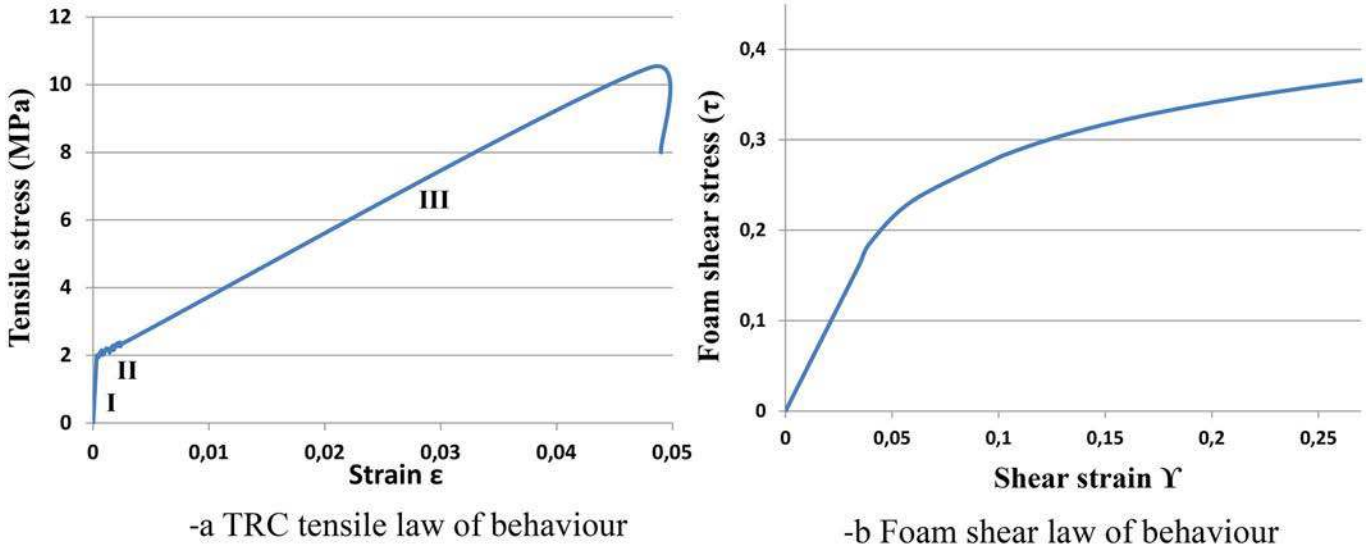 Tensile stress (MPa)
12
10
8
6
4
2
0
I
II
III
0 0,01 0,02 0,03 0,04 0,05
Strain ε
-a TRC tensile law of behaviour
Foam shear stress (τ)
0,4
0,3
0,2
0,1
0
0 0,05 0,1 0,15 0,2 0,25
Shear strain ϒ
-b Foam shear law of behaviour